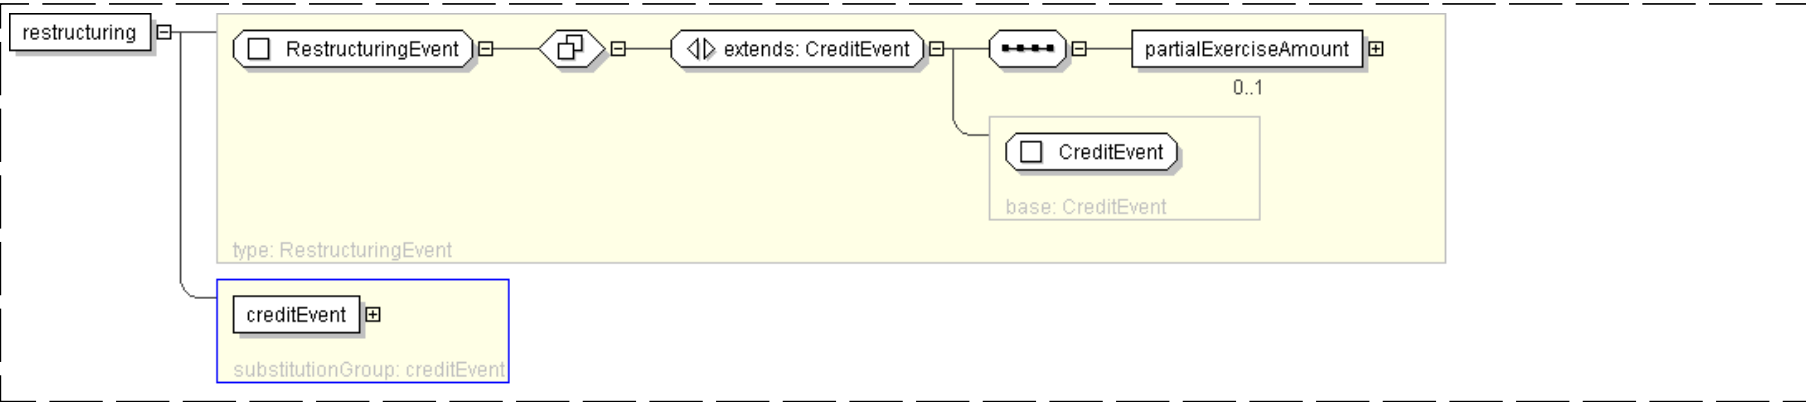 restructuring
RestructuringEvent
extends: CreditEvent
partialExerciseAmount
0..1
CreditEvent
base: CreditEvent
type: RestructuringEvent
creditEvent
substitutionGroup: creditEvent